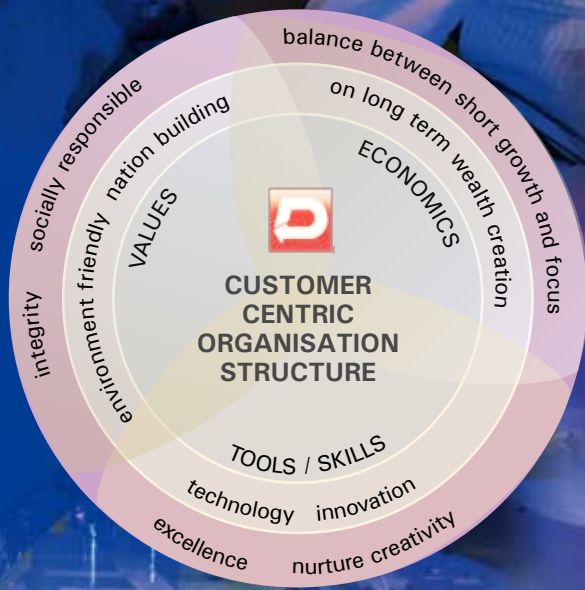 balance between short growth and focus
on long term wealth creation
ECONOMICS
integrity socially responsible
environment friendly nation building
VALUES
CUSTOMER
CENTRIC
ORGANISATION
STRUCTURE
TOOLS / SKILLS
technology innovation
excellence nurture creativity